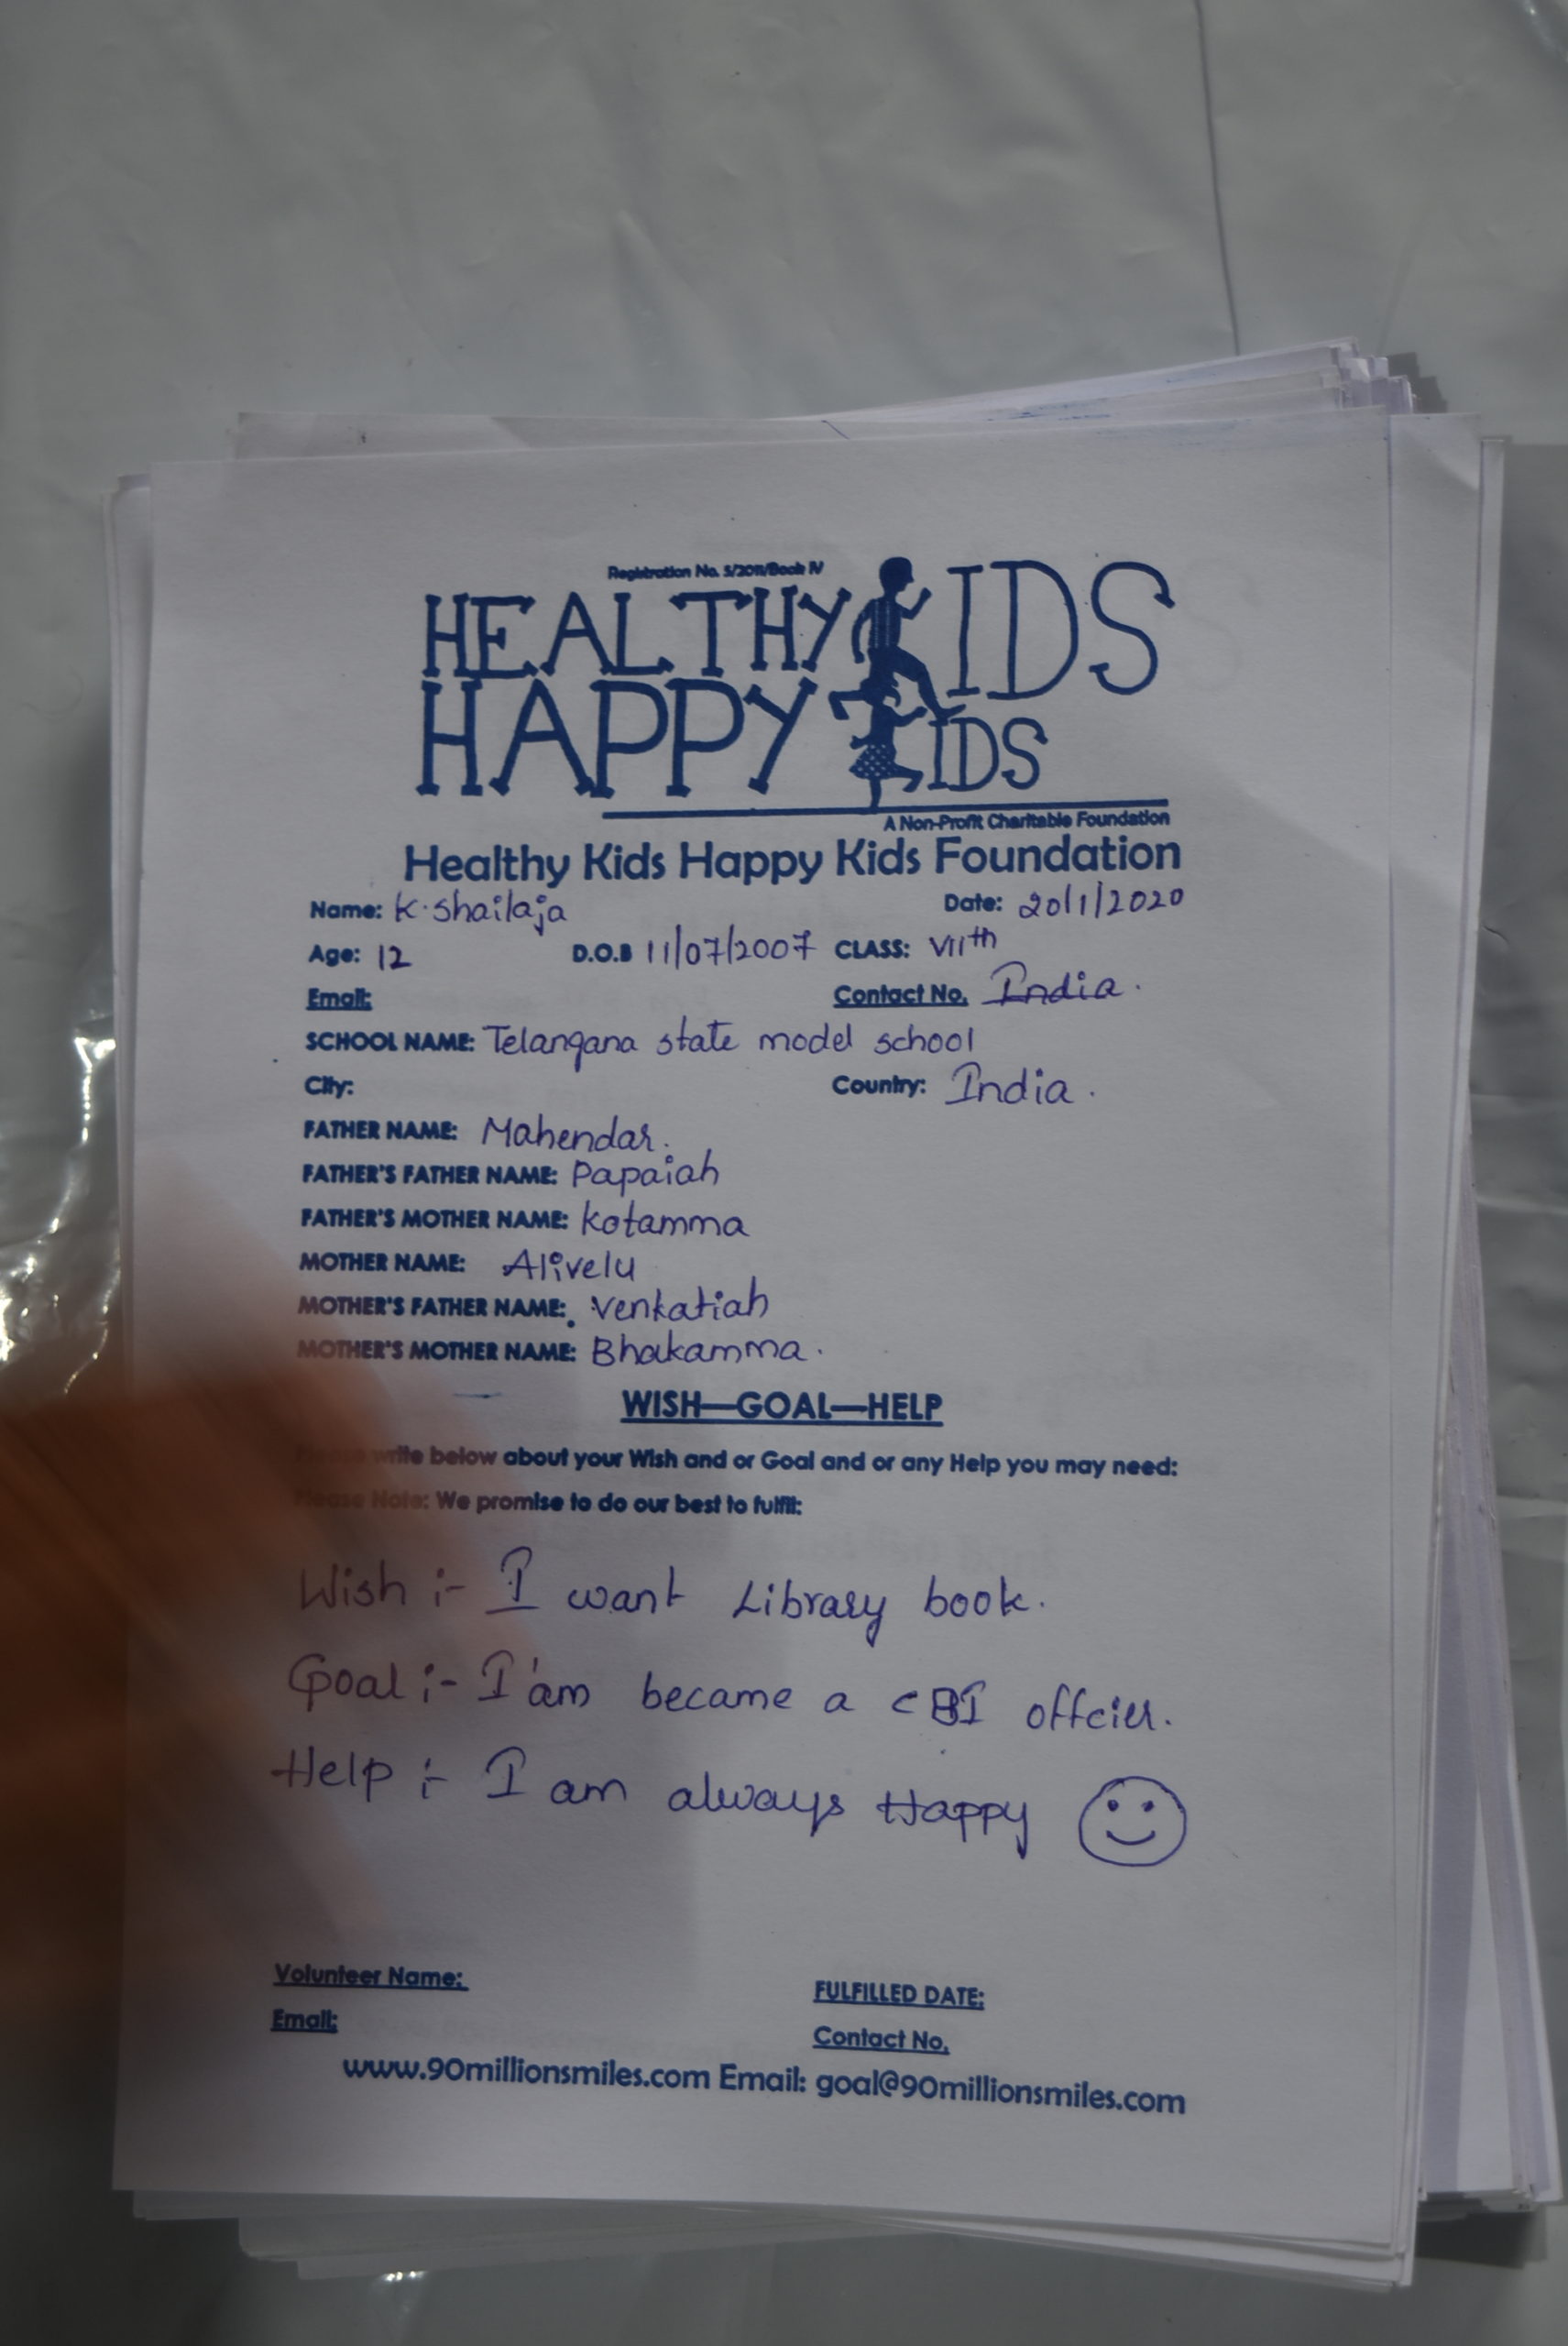 Registration No. 5/2011/Book IV
HEALTHY KIDS
HAPPY KIDS
A Non-Profit Charitable Foundation
Healthy Kids Happy Kids Foundation
Name: K. shailaja Date: 20/1/2020
Age: 12 D.O.B 11/07/2007 CLASS: VIIth
Email: Contact No. India.
SCHOOL NAME: Telangana state model school
City: Country: India.
FATHER NAME: Mahendar.
FATHER'S FATHER NAME: Papaiah
FATHER'S MOTHER NAME: Kotamma
MOTHER NAME: Alivelu
MOTHER'S FATHER NAME: Venkatiah
MOTHER'S MOTHER NAME: Bhakamma.
WISH—GOAL—HELP
Please write below about your Wish and or Goal and or any Help you may need:
Please Note: We promise to do our best to fulfil:
Wish :- I want Library book.
Goal :- I'am became a CBI offcier.
Help :- I am always Happy
Volunteer Name: FULFILLED DATE:
Email: Contact No.
www.90millionsmiles.com Email: goal@90millionsmiles.com